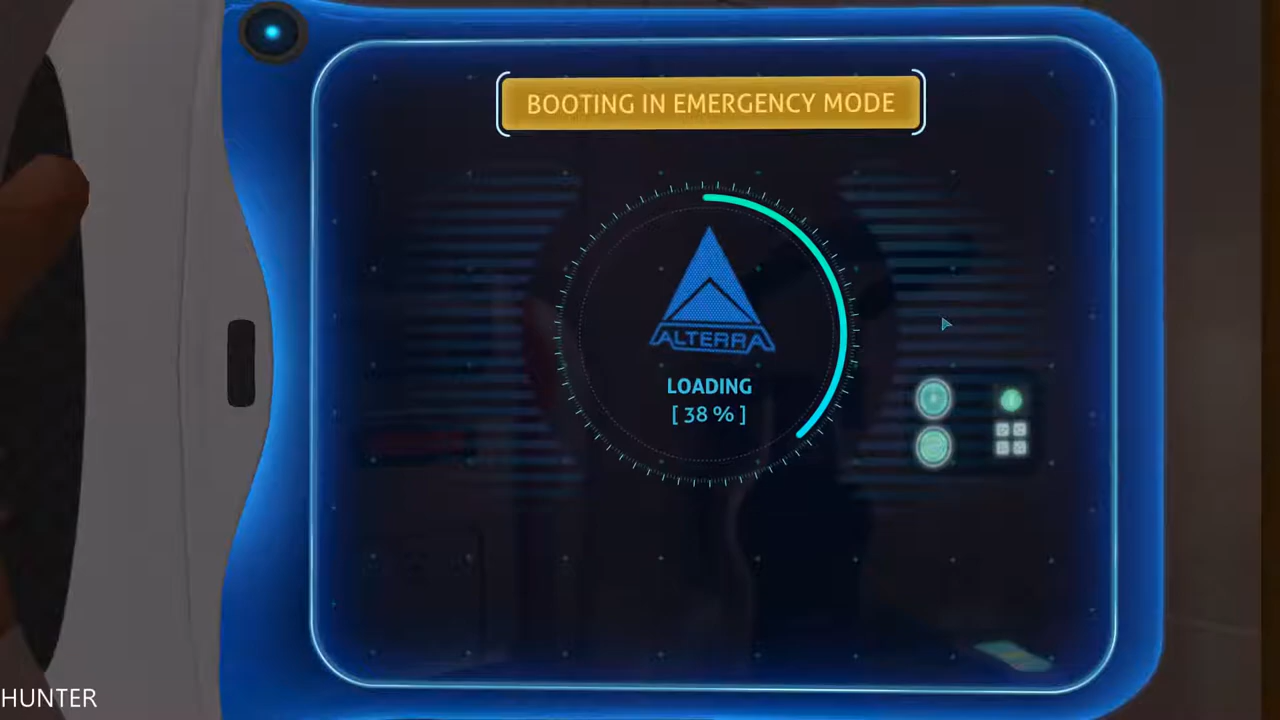 BOOTING IN EMERGENCY MODE
ALTERRA
LOADING
[ 38 % ]
HUNTER